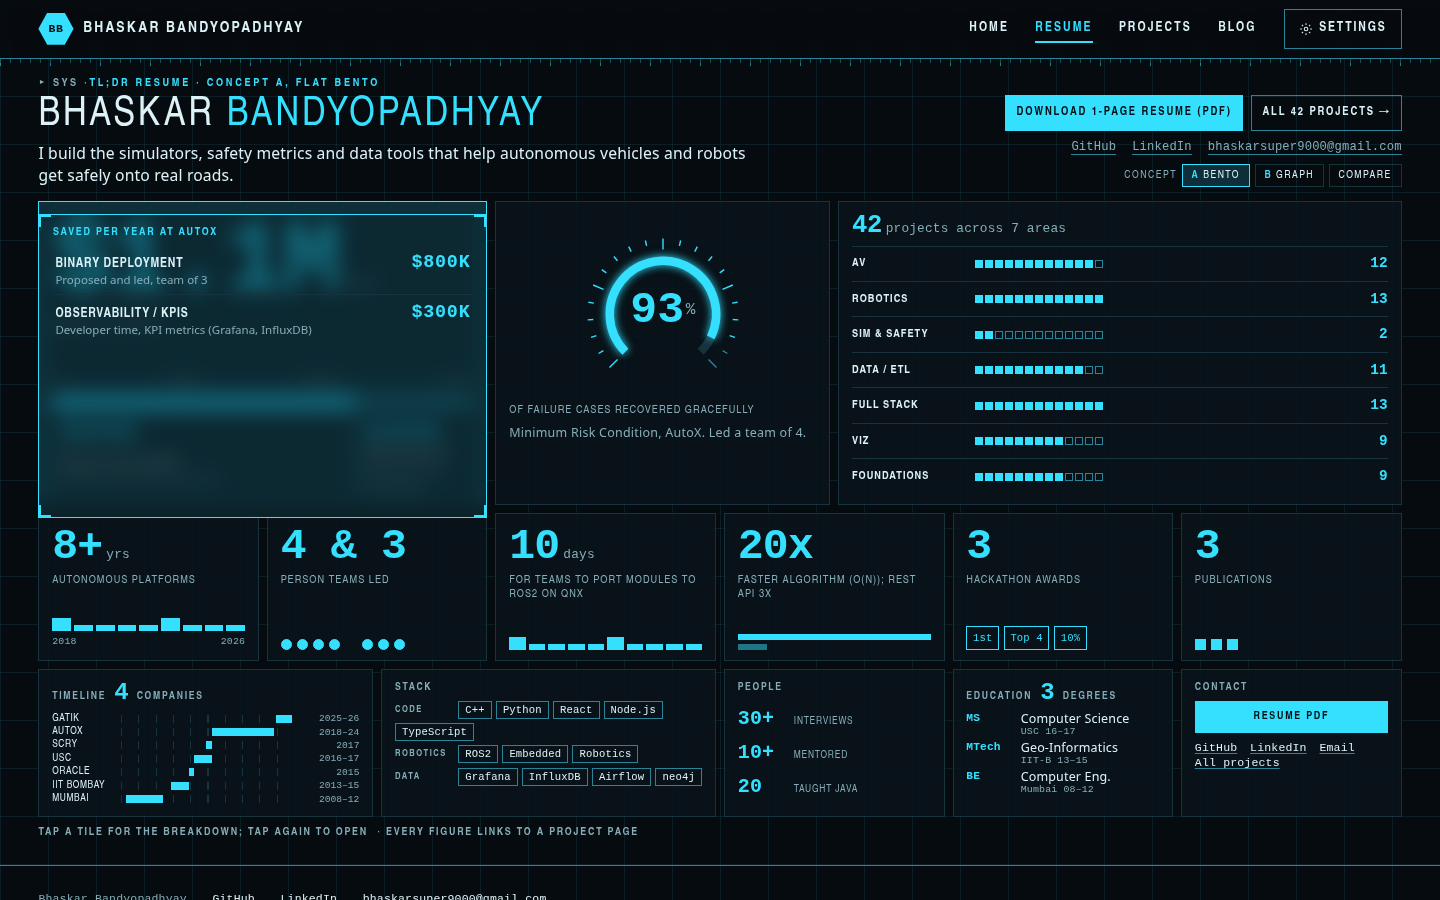 BB BHASKAR BANDYOPADHYAY
HOME RESUME PROJECTS BLOG SETTINGS
SYS ·TL;DR RESUME · CONCEPT A, FLAT BENTO
BHASKAR BANDYOPADHYAY
I build the simulators, safety metrics and data tools that help autonomous vehicles and robots
get safely onto real roads.
DOWNLOAD 1-PAGE RESUME (PDF) ALL 42 PROJECTS →
GitHub LinkedIn bhaskarsuper9000@gmail.com
CONCEPT A BENTO B GRAPH COMPARE
SAVED PER YEAR AT AUTOX
BINARY DEPLOYMENT $800K
Proposed and led, team of 3
OBSERVABILITY / KPIS $300K
Developer time, KPI metrics (Grafana, InfluxDB)
93%
OF FAILURE CASES RECOVERED GRACEFULLY
Minimum Risk Condition, AutoX. Led a team of 4.
42 projects across 7 areas
AV 12
ROBOTICS 13
SIM & SAFETY 2
DATA / ETL 11
FULL STACK 13
VIZ 9
FOUNDATIONS 9
8+ yrs
AUTONOMOUS PLATFORMS
2018 2026
4 & 3
PERSON TEAMS LED
10 days
FOR TEAMS TO PORT MODULES TO
ROS2 ON QNX
20x
FASTER ALGORITHM (O(N)); REST
API 3X
3
HACKATHON AWARDS
1st Top 4 10%
3
PUBLICATIONS
TIMELINE 4 COMPANIES
GATIK 2025–26
AUTOX 2018–24
SCRY 2017
USC 2016–17
ORACLE 2015
IIT BOMBAY 2013–15
MUMBAI 2008–12
STACK
CODE C++ Python React Node.js
TypeScript
ROBOTICS ROS2 Embedded Robotics
DATA Grafana InfluxDB Airflow neo4j
PEOPLE
30+ INTERVIEWS
10+ MENTORED
20 TAUGHT JAVA
EDUCATION 3 DEGREES
MS Computer Science
USC 16–17
MTech Geo-Informatics
IIT-B 13–15
BE Computer Eng.
Mumbai 08–12
CONTACT
RESUME PDF
GitHub LinkedIn Email
All projects
TAP A TILE FOR THE BREAKDOWN; TAP AGAIN TO OPEN · EVERY FIGURE LINKS TO A PROJECT PAGE
Bhaskar Bandyopadhyay GitHub LinkedIn bhaskarsuper9000@gmail.com